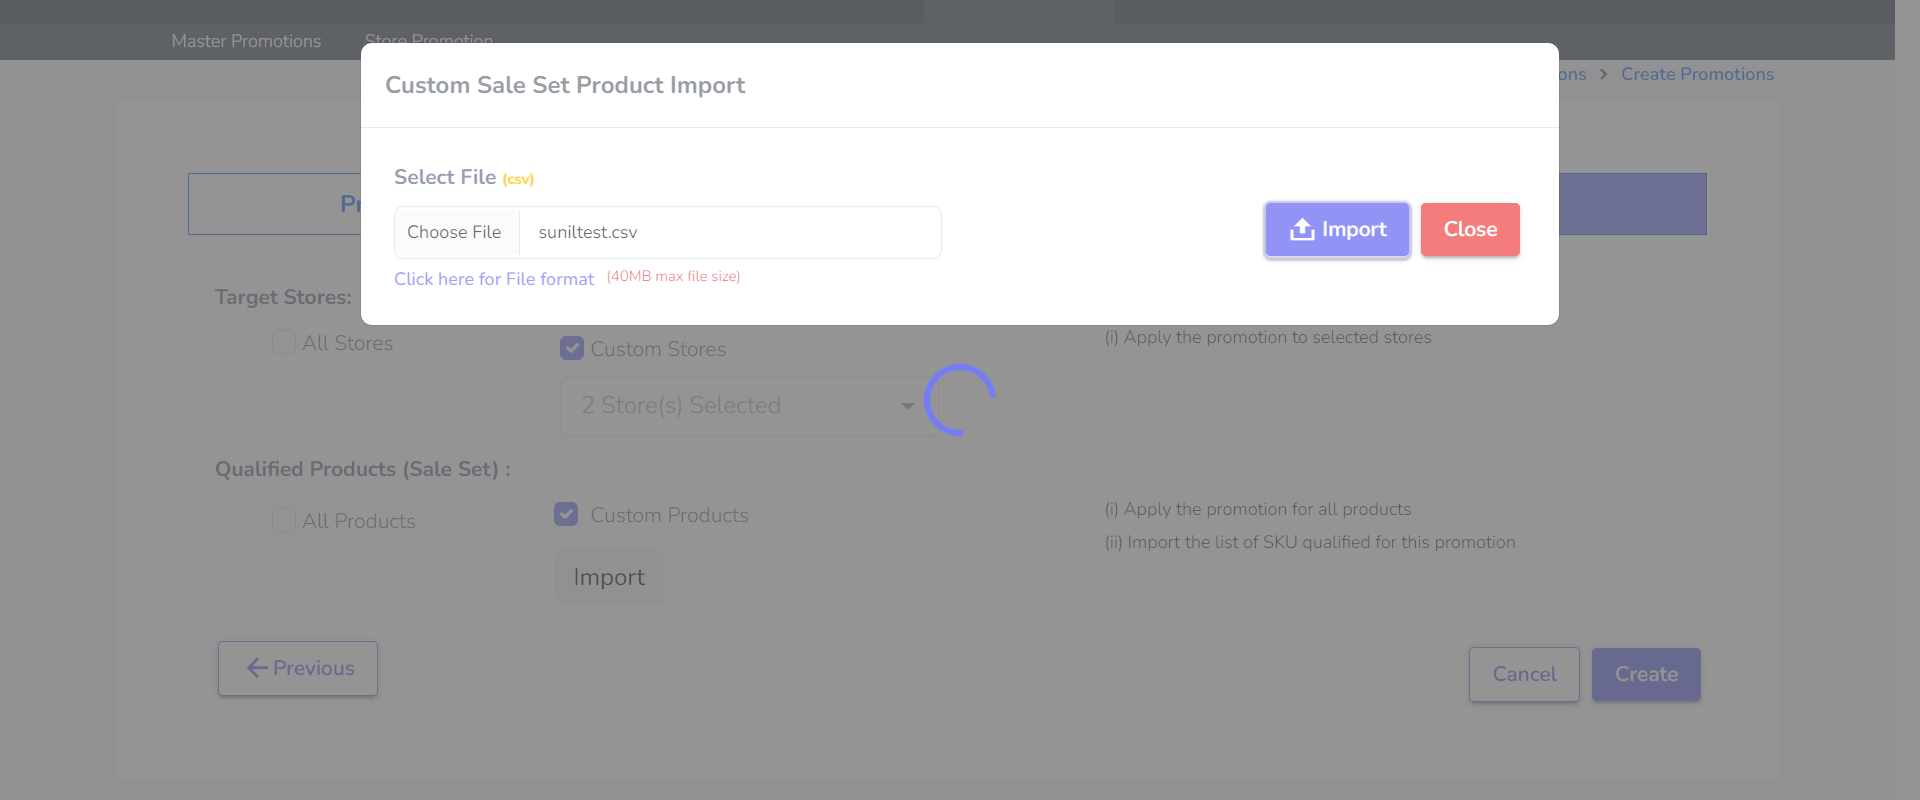 Master Promotions Store Promotion
Custom Sale Set Product Import
Create Promotions
Select File (csv)
Choose File suniltest.csv
Import Close
Click here for File format (40MB max file size)
Target Stores:
All Stores
Custom Stores
(i) Apply the promotion to selected stores
2 Store(s) Selected
Qualified Products (Sale Set) :
All Products
Custom Products
(i) Apply the promotion for all products
(ii) Import the list of SKU qualified for this promotion
Import
Previous
Cancel Create